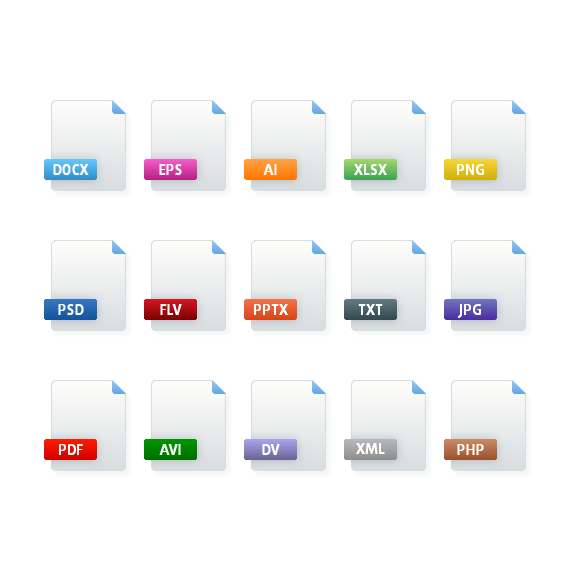 DOCX EPS AI XLSX PNG
PSD FLV PPTX TXT JPG
PDF AVI DV XML PHP